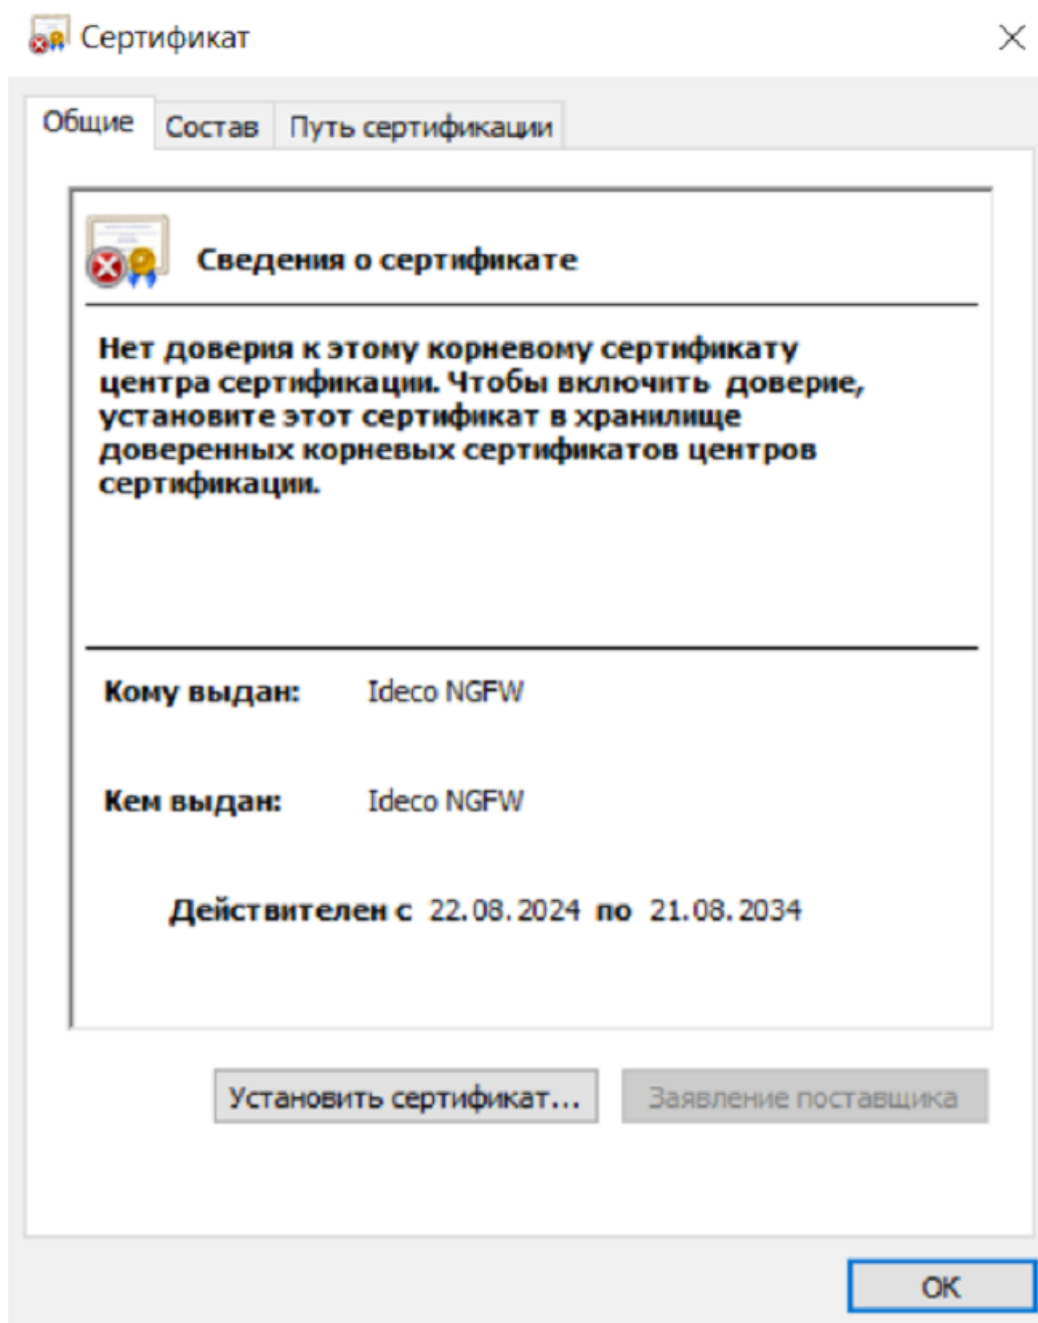 Сертификат
Общие Состав Путь сертификации
Сведения о сертификате
Нет доверия к этому корневому сертификату
центра сертификации. Чтобы включить доверие,
установите этот сертификат в хранилище
доверенных корневых сертификатов центров
сертификации.
Кому выдан: Ideco NGFW
Кем выдан: Ideco NGFW
Действителен с 22.08.2024 по 21.08.2034
Установить сертификат... Заявление поставщика
ОК